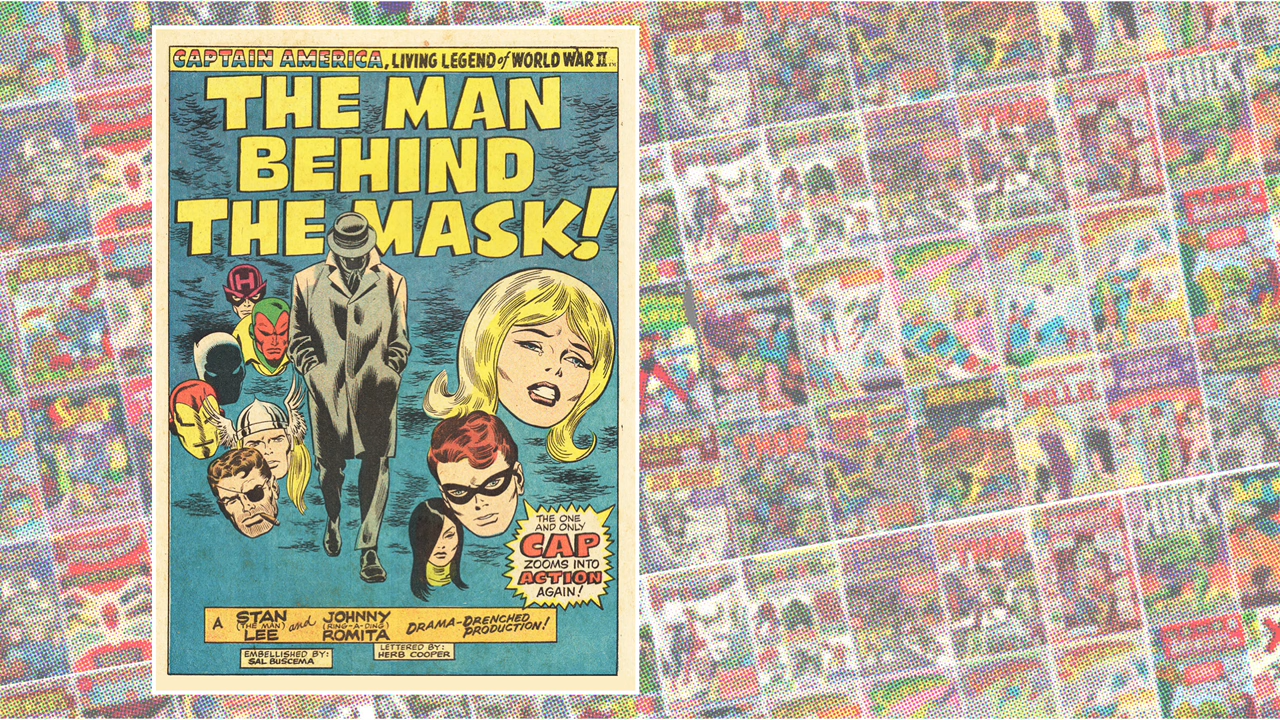 CAPTAIN AMERICA, LIVING LEGEND of WORLD WAR II™
THE MAN
BEHIND
THE MASK!
H
THE ONE
AND ONLY
CAP
ZOOMS INTO
ACTION
AGAIN!
A STAN (THE MAN) LEE and JOHNNY (RING-A-DING) ROMITA DRAMA-DRENCHED PRODUCTION!
EMBELLISHED BY:
SAL BUSCEMA
LETTERED BY:
HERB COOPER
HULK